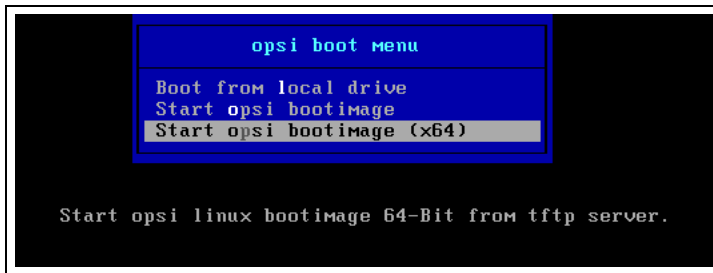 opsi boot menu
Boot from local drive
Start opsi bootimage
Start opsi bootimage (x64)
Start opsi linux bootimage 64-Bit from tftp server.